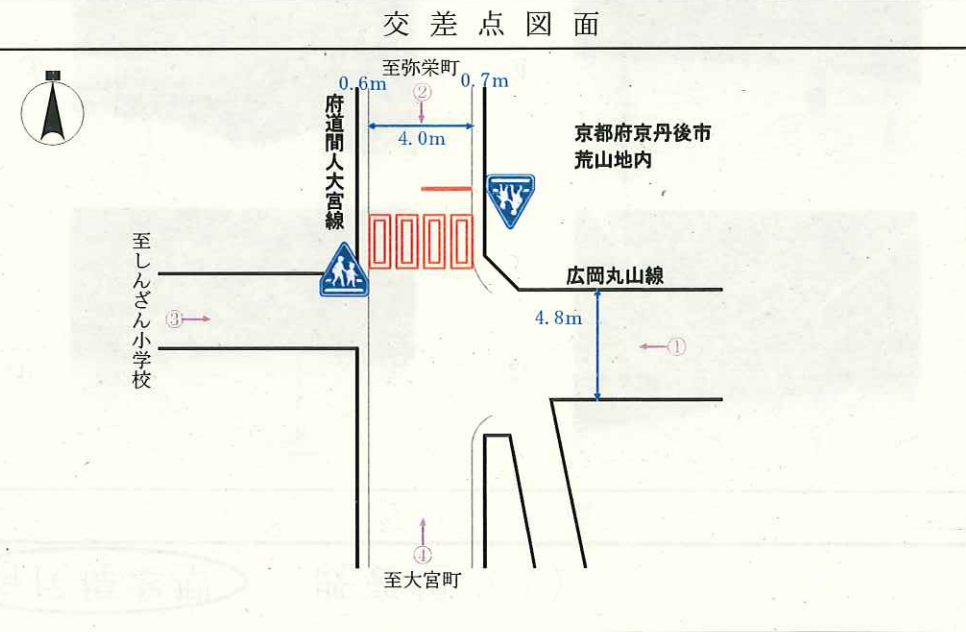 交差点図面
至弥栄町
0.6m
0.7m
②
4.0m
府道間人大宮線
京都府京丹後市
荒山地内
至しんざん小学校
広岡丸山線
4.8m
③
①
④
至大宮町